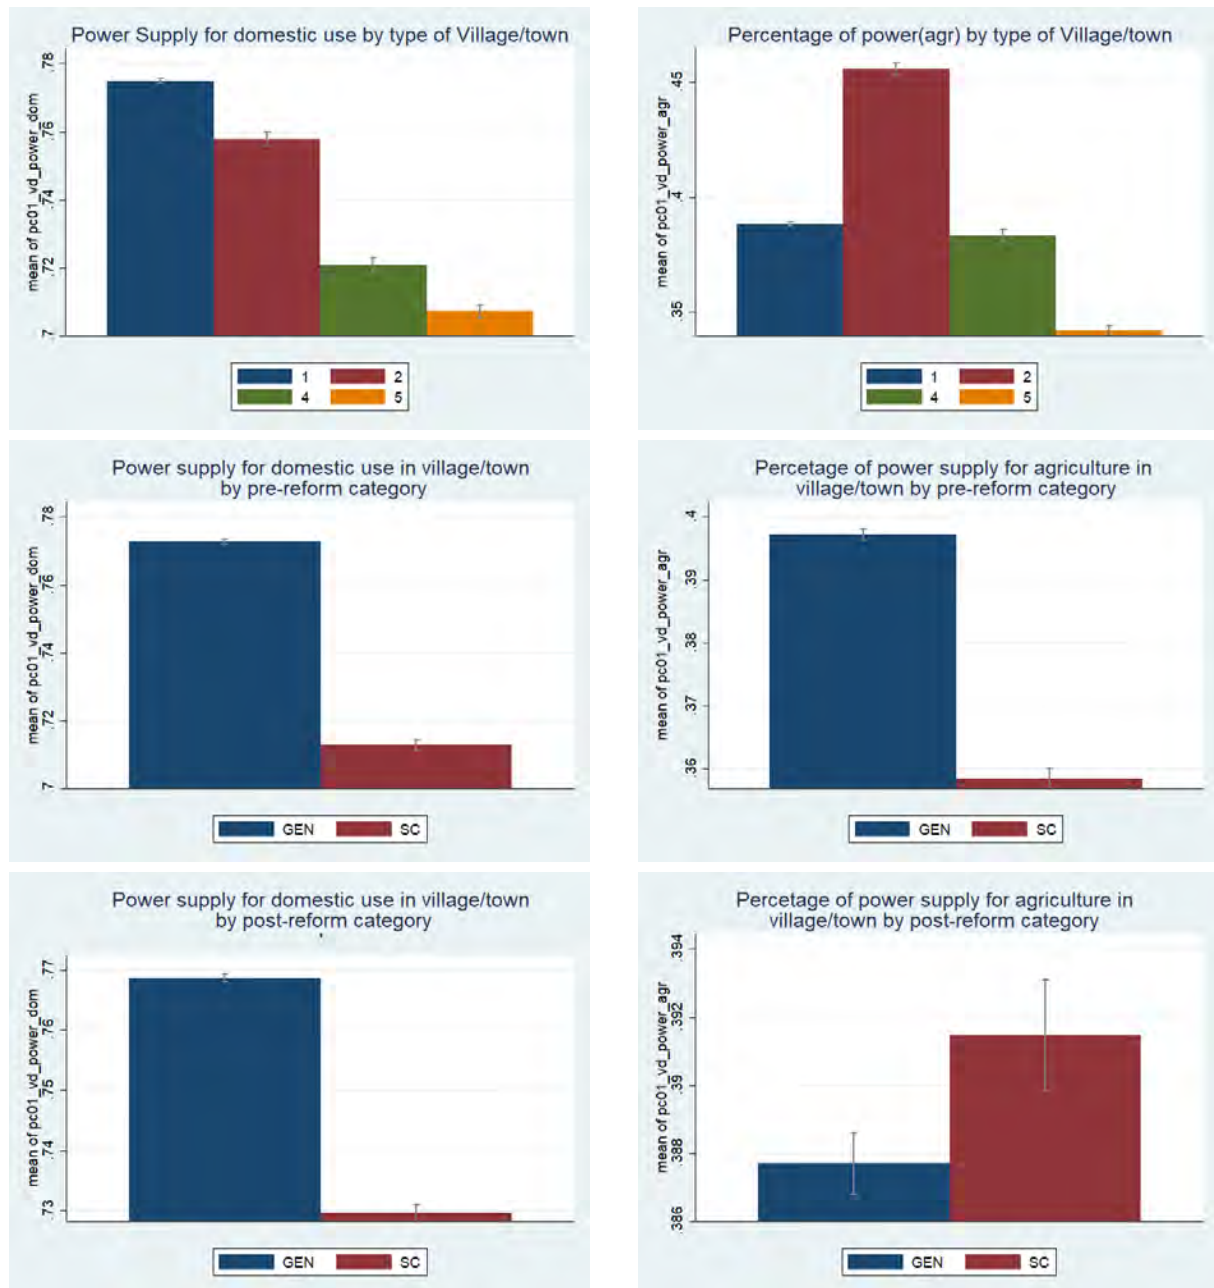 Power Supply for domestic use by type of Village/town
mean of pc01_vd_power_dom
.78
.76
.74
.72
.7
1 2
4 5
Percentage of power(agr) by type of Village/town
mean of pc01_vd_power_agr
.45
.4
.35
1 2
4 5
Power supply for domestic use in village/town
by pre-reform category
mean of pc01_vd_power_dom
.78
.76
.74
.72
.7
GEN SC
Percetage of power supply for agriculture in
village/town by pre-reform category
mean of pc01_vd_power_agr
.4
.39
.38
.37
.36
GEN SC
Power supply for domestic use in village/town
by post-reform category
mean of pc01_vd_power_dom
.77
.76
.75
.74
.73
GEN SC
Percetage of power supply for agriculture in
village/town by post-reform category
mean of pc01_vd_power_agr
.394
.392
.39
.388
.386
GEN SC